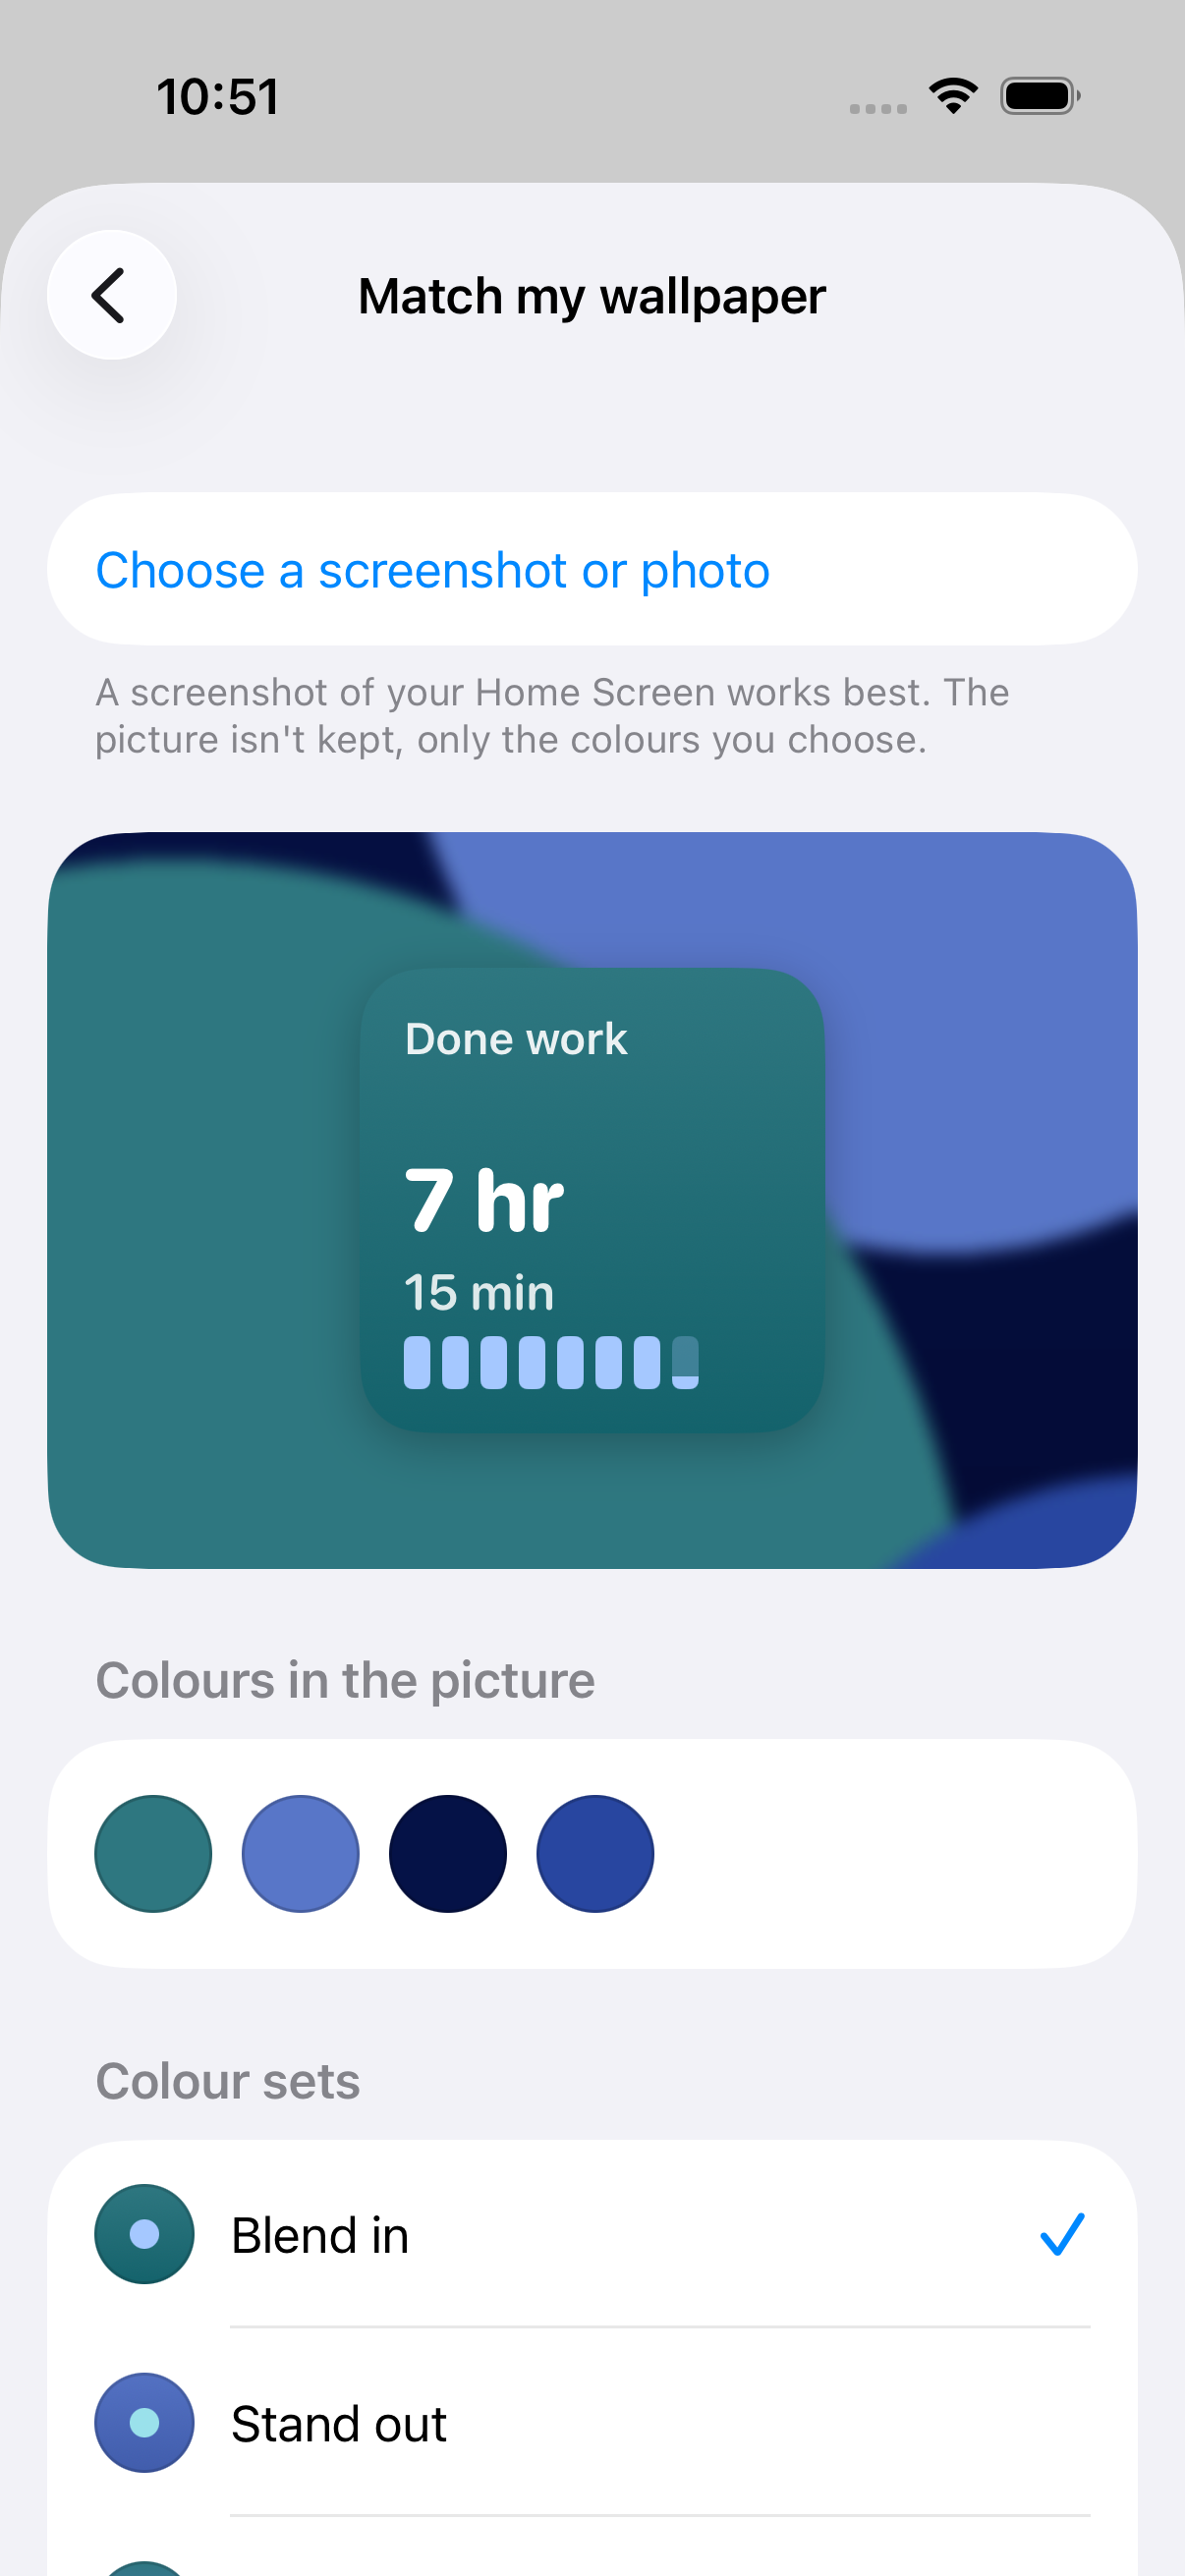 10:51
Match my wallpaper
Choose a screenshot or photo
A screenshot of your Home Screen works best. The
picture isn't kept, only the colours you choose.
Done work
7 hr
15 min
Colours in the picture
Colour sets
Blend in
Stand out